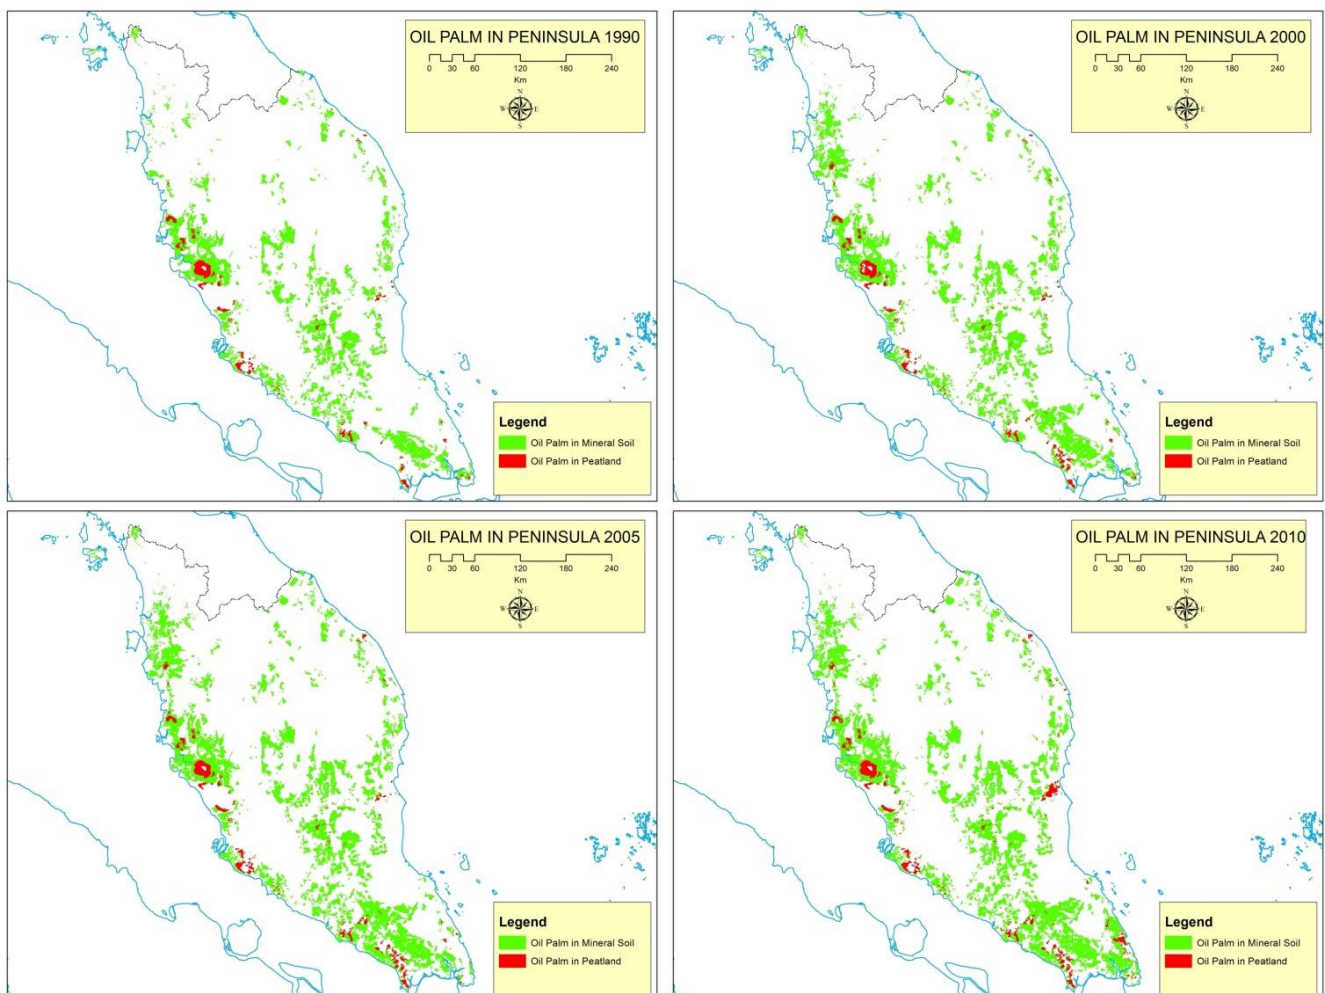 OIL PALM IN PENINSULA 1990
0 30 60 120 180 240
Km
N
W E
S
Legend
Oil Palm in Mineral Soil
Oil Palm in Peatland
OIL PALM IN PENINSULA 2000
0 30 60 120 180 240
Km
N
W E
S
Legend
Oil Palm in Mineral Soil
Oil Palm in Peatland
OIL PALM IN PENINSULA 2005
0 30 60 120 180 240
Km
N
W E
S
Legend
Oil Palm in Mineral Soil
Oil Palm in Peatland
OIL PALM IN PENINSULA 2010
0 30 60 120 180 240
Km
N
W E
S
Legend
Oil Palm in Mineral Soil
Oil Palm in Peatland